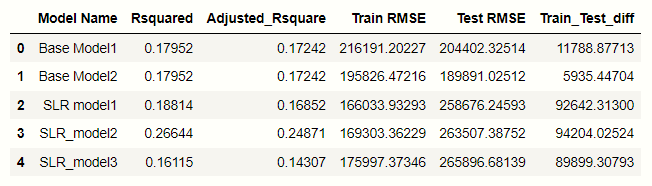 Model Name Rsquared Adjusted_Rsquare Train RMSE Test RMSE Train_Test_diff
0 Base Model1 0.17952 0.17242 216191.20227 204402.32514 11788.87713
1 Base Model2 0.17952 0.17242 195826.47216 189891.02512 5935.44704
2 SLR model1 0.18814 0.16852 166033.93293 258676.24593 92642.31300
3 SLR_model2 0.26644 0.24871 169303.36229 263507.38752 94204.02524
4 SLR_model3 0.16115 0.14307 175997.37346 265896.68139 89899.30793